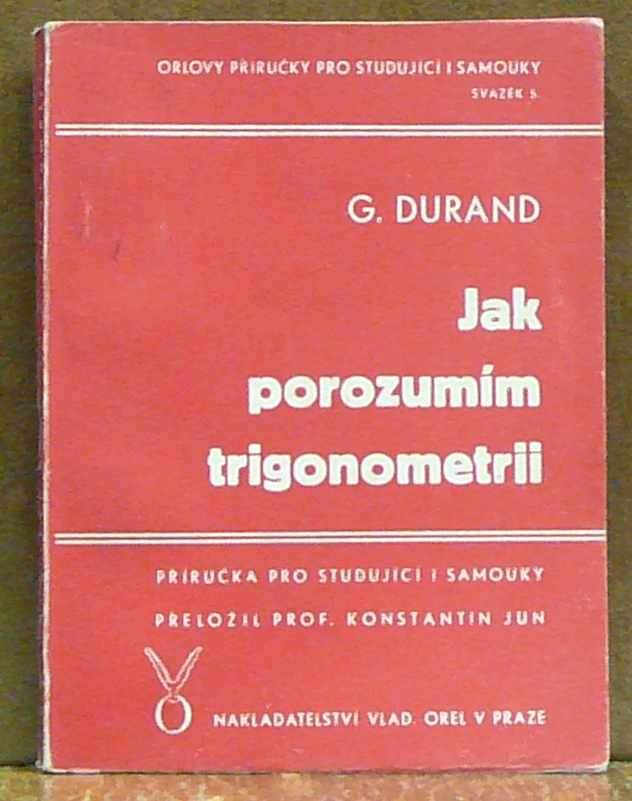 ORLOVY PŘÍRUČKY PRO STUDUJÍCÍ I SAMOUKY
SVAZEK 5.
G. DURAND
Jak
porozumím
trigonometrii
PŘÍRUČKA PRO STUDUJÍCÍ I SAMOUKY
PŘELOŽIL PROF. KONSTANTIN JUN
NAKLADATELSTVÍ VLAD. OREL V PRAZE